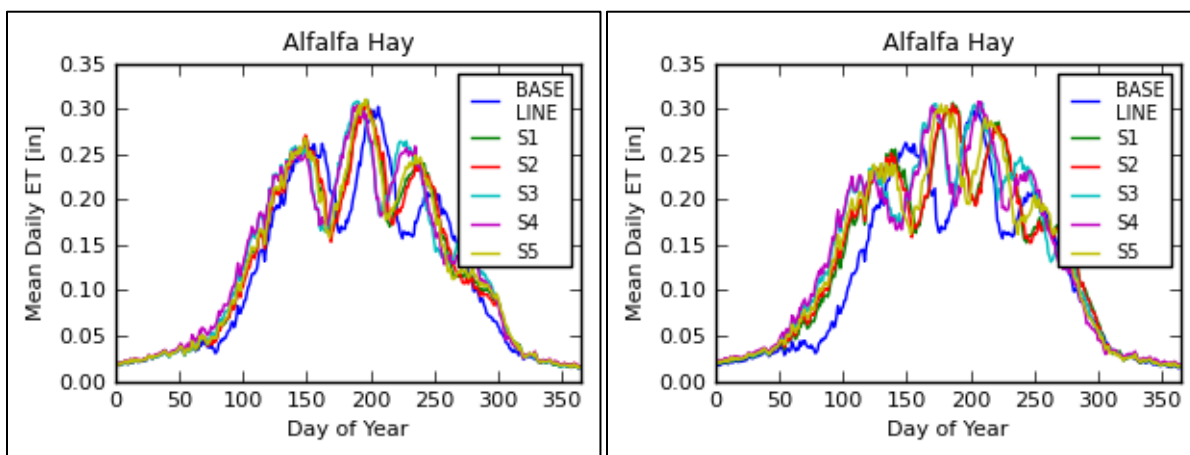 Alfalfa Hay
Mean Daily ET [in]
0.35
0.30
0.25
0.20
0.15
0.10
0.05
0.00
0 50 100 150 200 250 300 350
Day of Year
BASE
LINE
S1
S2
S3
S4
S5
Alfalfa Hay
Mean Daily ET [in]
0.35
0.30
0.25
0.20
0.15
0.10
0.05
0.00
0 50 100 150 200 250 300 350
Day of Year
BASE
LINE
S1
S2
S3
S4
S5